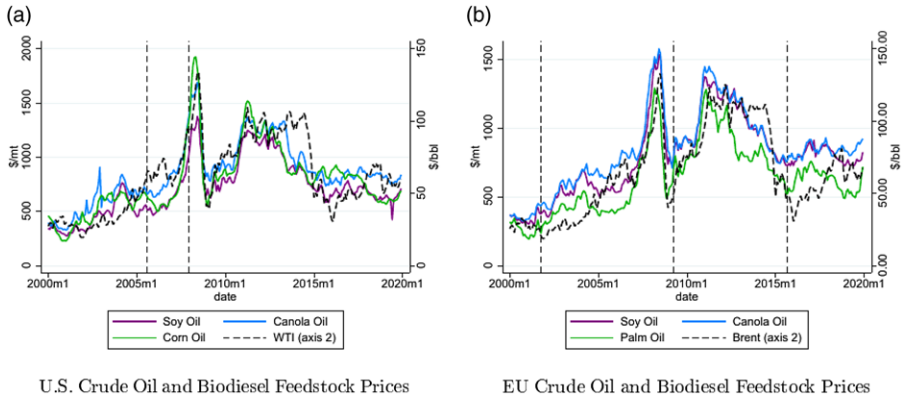 (a)
2000
150
1500
$/mt
1000
100
$/bbl
500
50
0
0
2000m1 2005m1 2010m1 2015m1 2020m1
date
Soy Oil Canola Oil
Corn Oil WTI (axis 2)
U.S. Crude Oil and Biodiesel Feedstock Prices
(b)
1500
150.00
$/mt
1000
100.00
$/bbl
500
50.00
0
0.00
2000m1 2005m1 2010m1 2015m1 2020m1
date
Soy Oil Canola Oil
Palm Oil Brent (axis 2)
EU Crude Oil and Biodiesel Feedstock Prices